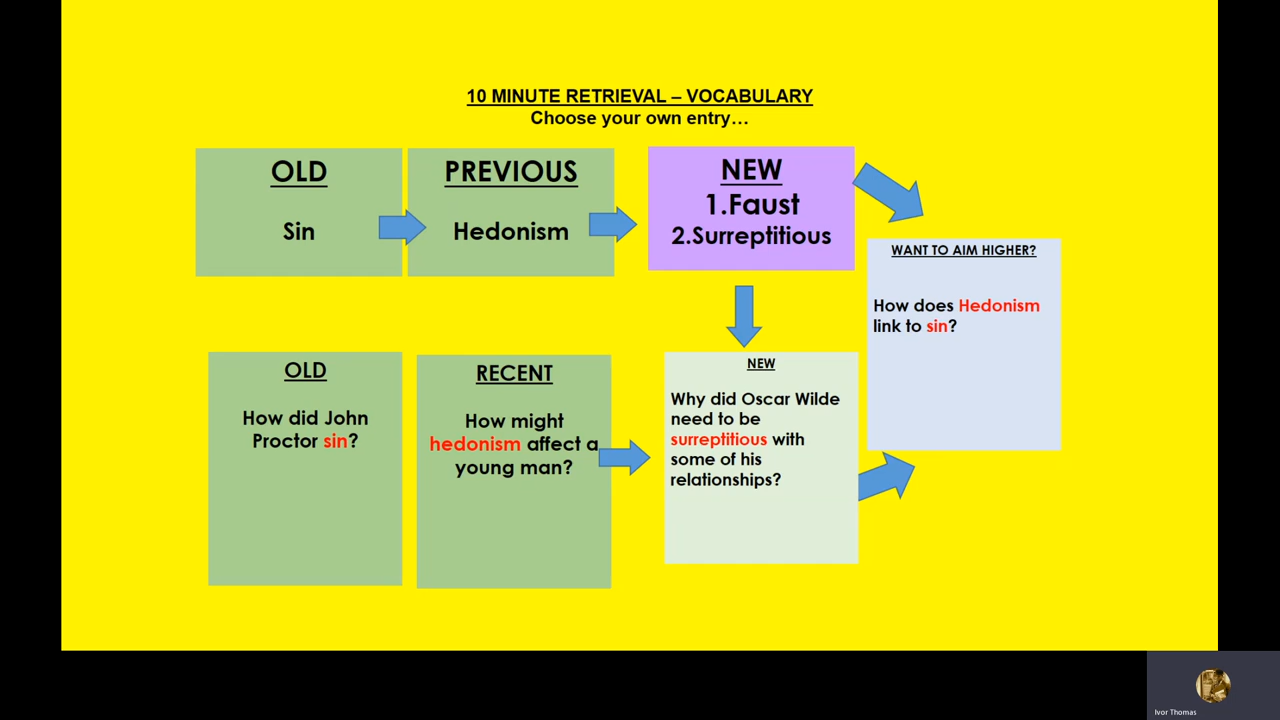 10 MINUTE RETRIEVAL – VOCABULARY
Choose your own entry…
OLD
Sin
PREVIOUS
Hedonism
NEW
1.Faust
2.Surreptitious
WANT TO AIM HIGHER?
How does Hedonism
link to sin?
OLD
How did John
Proctor sin?
RECENT
How might
hedonism affect a
young man?
NEW
Why did Oscar Wilde
need to be
surreptitious with
some of his
relationships?
Ivor Thomas